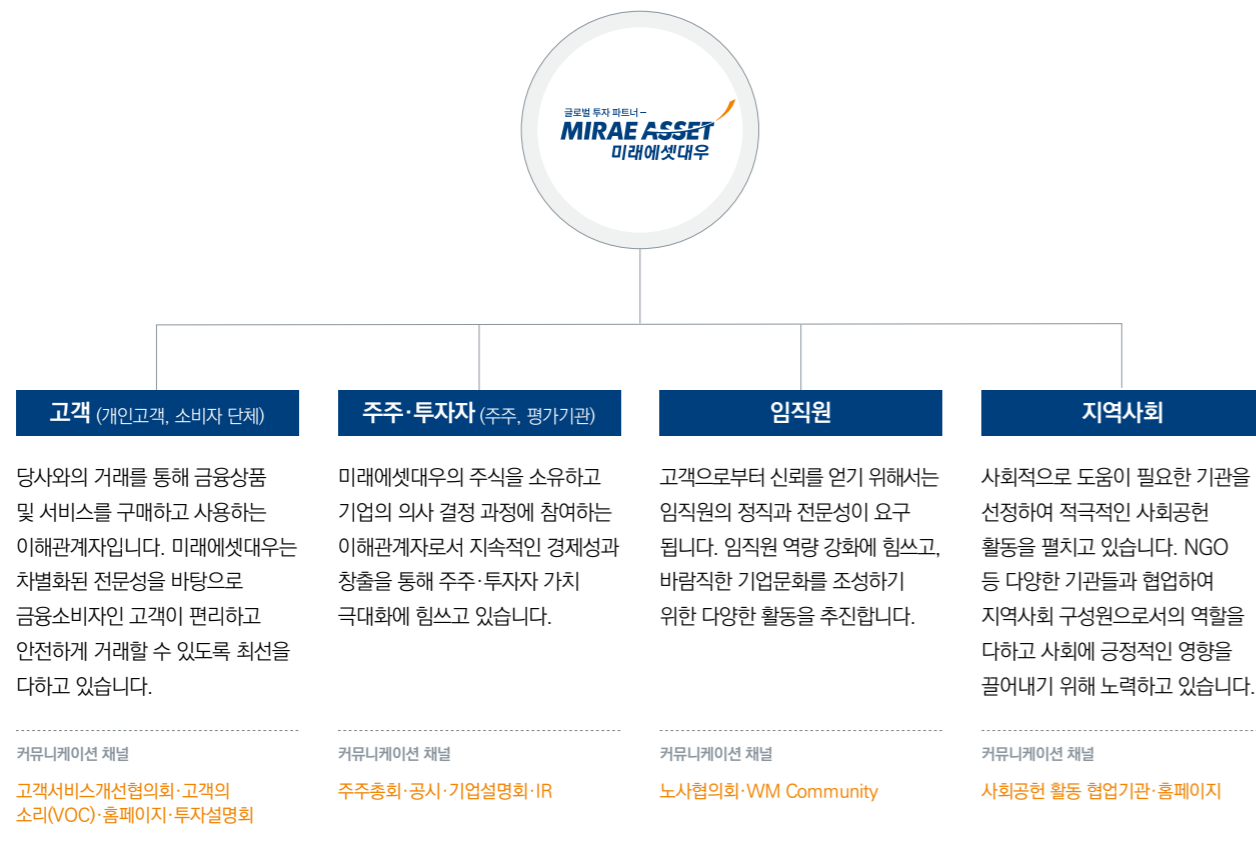 글로벌 투자 파트너 –
MIRAE ASSET
미래에셋대우
고객 (개인고객, 소비자 단체)
당사와의 거래를 통해 금융상품
및 서비스를 구매하고 사용하는
이해관계자입니다. 미래에셋대우는
차별화된 전문성을 바탕으로
금융소비자인 고객이 편리하고
안전하게 거래할 수 있도록 최선을
다하고 있습니다.
커뮤니케이션 채널
고객서비스개선협의회·고객의
소리(VOC)·홈페이지·투자설명회
주주·투자자 (주주, 평가기관)
미래에셋대우의 주식을 소유하고
기업의 의사 결정 과정에 참여하는
이해관계자로서 지속적인 경제성과
창출을 통해 주주·투자자 가치
극대화에 힘쓰고 있습니다.
커뮤니케이션 채널
주주총회·공시·기업설명회·IR
임직원
고객으로부터 신뢰를 얻기 위해서는
임직원의 정직과 전문성이 요구
됩니다. 임직원 역량 강화에 힘쓰고,
바람직한 기업문화를 조성하기
위한 다양한 활동을 추진합니다.
커뮤니케이션 채널
노사협의회·WM Community
지역사회
사회적으로 도움이 필요한 기관을
선정하여 적극적인 사회공헌
활동을 펼치고 있습니다. NGO
등 다양한 기관들과 협업하여
지역사회 구성원으로서의 역할을
다하고 사회에 긍정적인 영향을
끌어내기 위해 노력하고 있습니다.
커뮤니케이션 채널
사회공헌 활동 협업기관·홈페이지